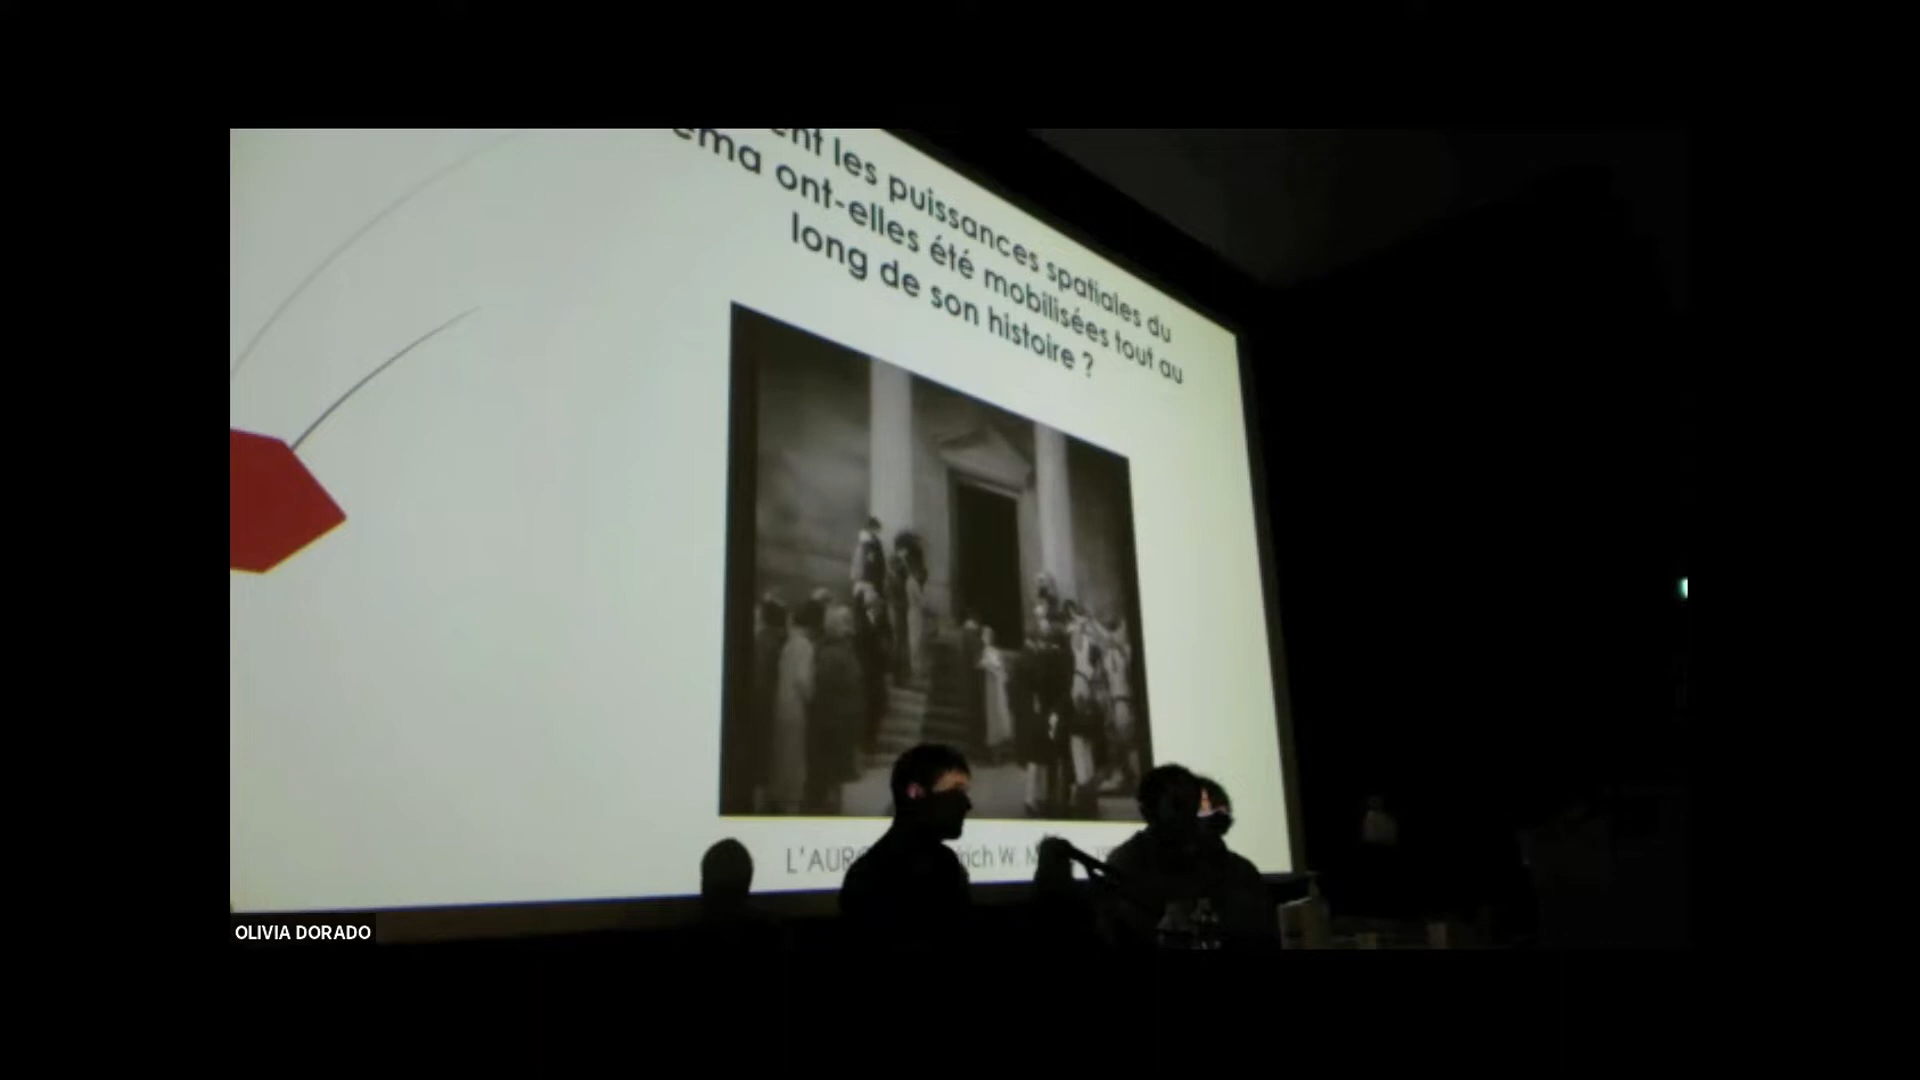 ent les puissances spatiales du
ema ont-elles été mobilisées tout au
long de son histoire ?
L'AUR rich W. M
OLIVIA DORADO